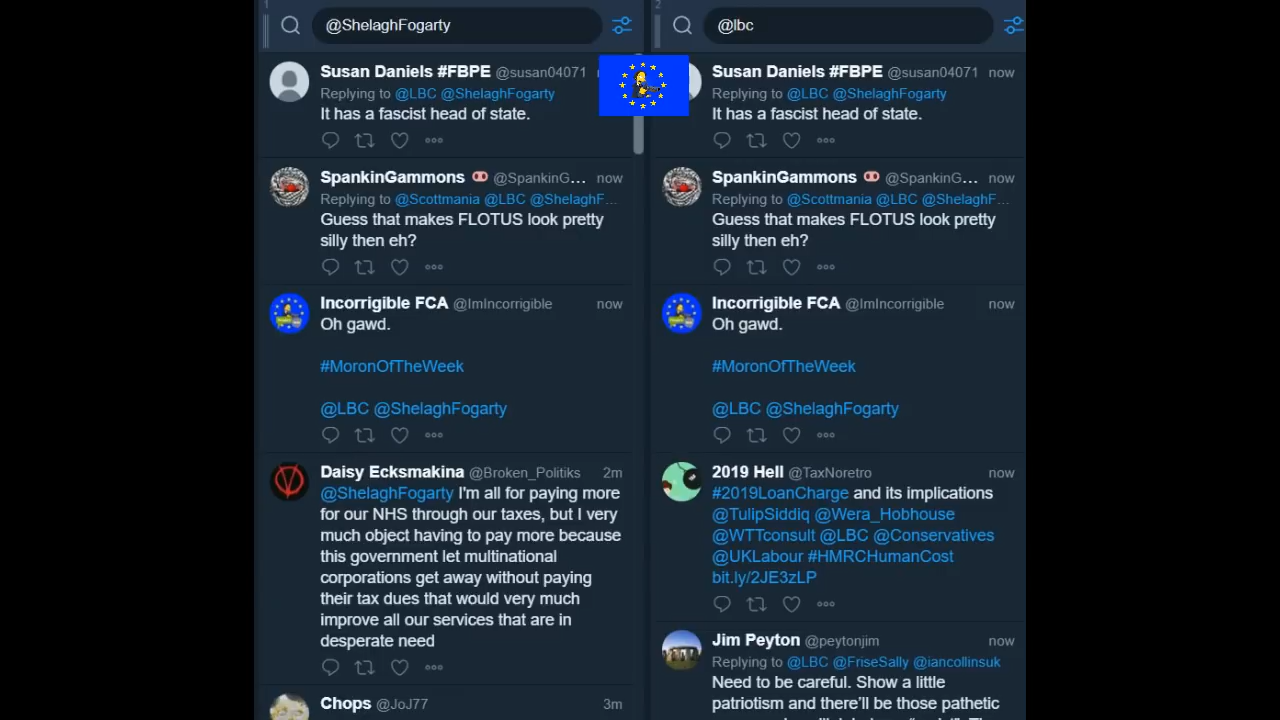 1
@ShelaghFogarty
Susan Daniels #FBPE @susan04071
Replying to @LBC @ShelaghFogarty
It has a fascist head of state.
SpankinGammons @SpankinG... now
Replying to @Scottmania @LBC @ShelaghF...
Guess that makes FLOTUS look pretty
silly then eh?
Incorrigible FCA @ImIncorrigible now
Oh gawd.
#MoronOfTheWeek
@LBC @ShelaghFogarty
Daisy Ecksmakina @Broken_Politiks 2m
@ShelaghFogarty I'm all for paying more
for our NHS through our taxes, but I very
much object having to pay more because
this government let multinational
corporations get away without paying
their tax dues that would very much
improve all our services that are in
desperate need
Chops @JoJ77 3m
2
@lbc
Susan Daniels #FBPE @susan04071 now
Replying to @LBC @ShelaghFogarty
It has a fascist head of state.
SpankinGammons @SpankinG... now
Replying to @Scottmania @LBC @ShelaghF...
Guess that makes FLOTUS look pretty
silly then eh?
Incorrigible FCA @ImIncorrigible now
Oh gawd.
#MoronOfTheWeek
@LBC @ShelaghFogarty
2019 Hell @TaxNoretro now
#2019LoanCharge and its implications
@TulipSiddiq @Wera_Hobhouse
@WTTconsult @LBC @Conservatives
@UKLabour #HMRCHumanCost
bit.ly/2JE3zLP
Jim Peyton @peytonjim now
Replying to @LBC @FriseSally @iancollinsuk
Need to be careful. Show a little
patriotism and there'll be those pathetic